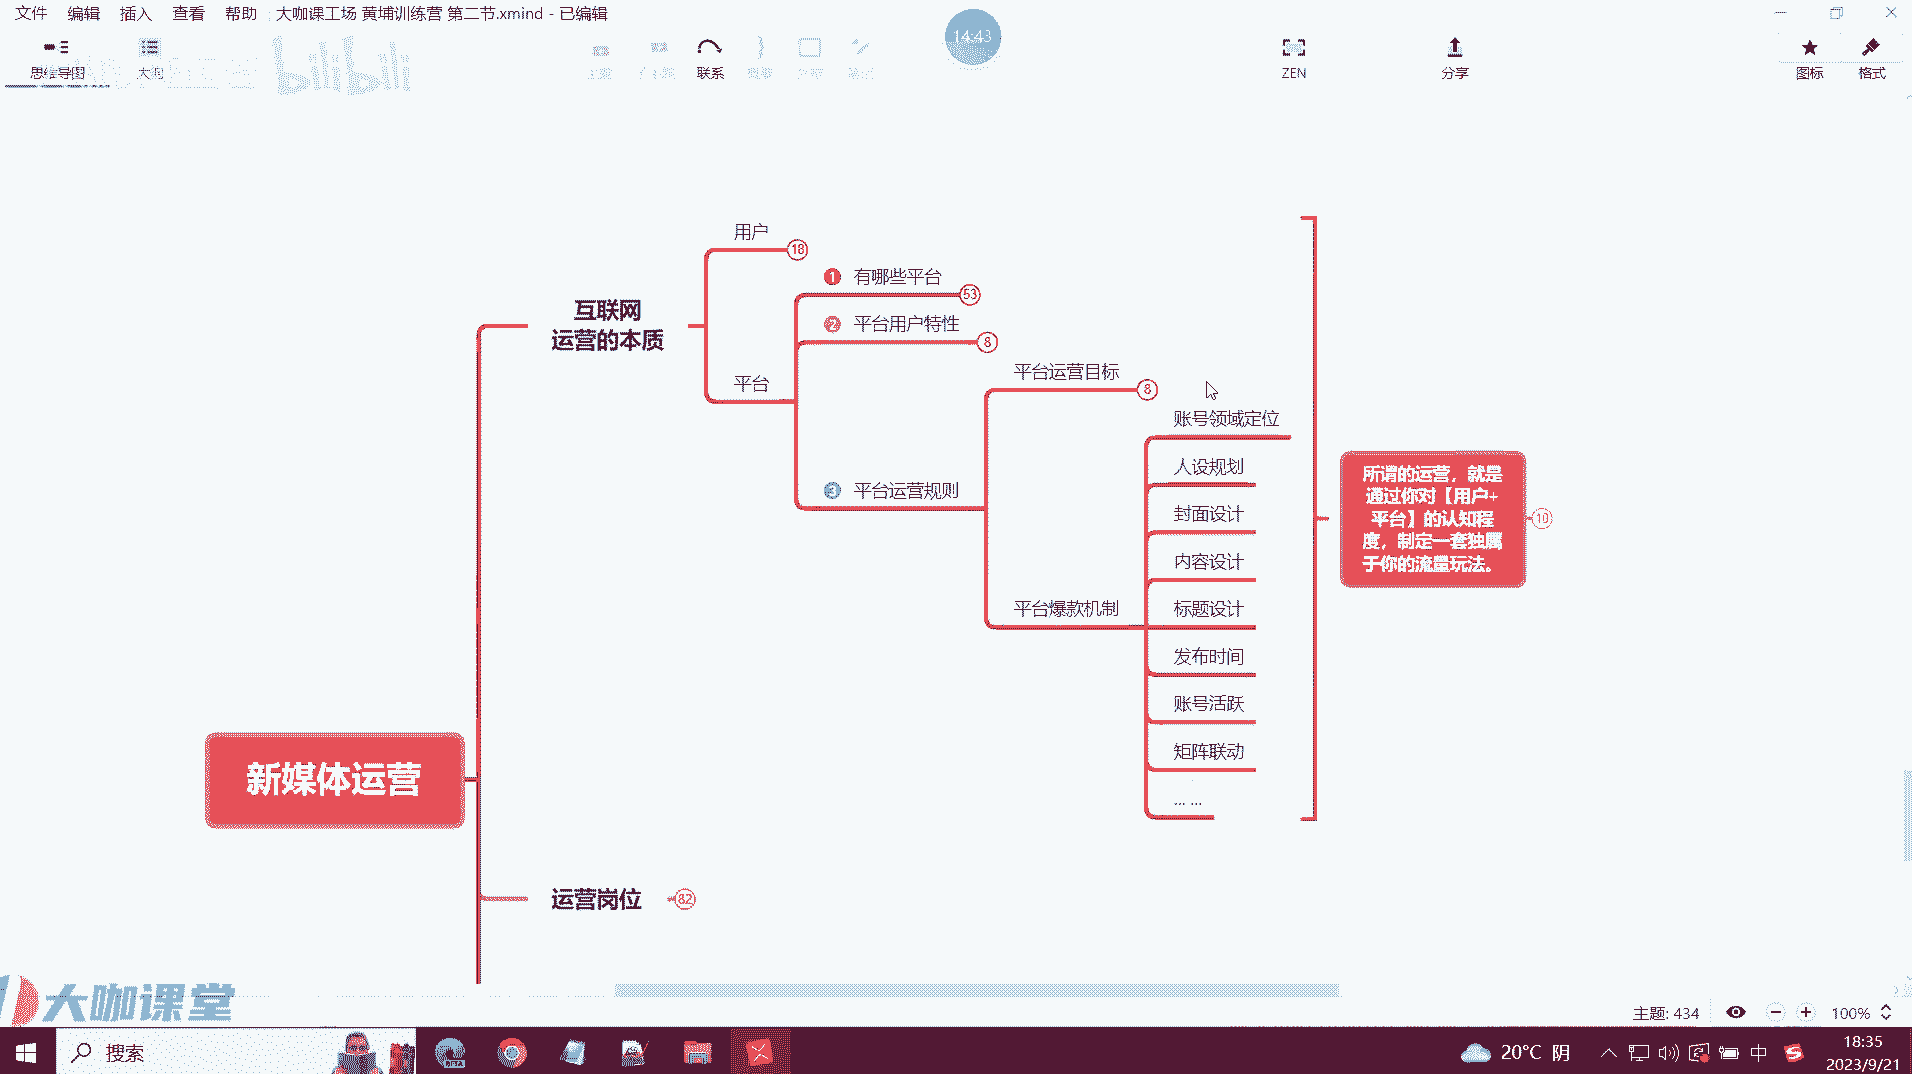 文件 编辑 插入 查看 帮助 大咖课工场 黄埔训练营 第二节.xmind - 已编辑
14:43
思维导图 大纲 联系 ZEN 分享 图标 格式
bilibili
用户 18
1 有哪些平台 53
互联网
运营的本质
2 平台用户特性 8
平台
平台运营目标 8
账号领域定位
人设规划
3 平台运营规则
封面设计
内容设计
平台爆款机制
标题设计
发布时间
账号活跃
矩阵联动
... ...
所谓的运营，就是
通过你对【用户+
平台】的认知程
度，制定一套独属
于你的流量玩法。
10
新媒体运营
运营岗位 82
大咖课堂
主题: 434 100%
搜索
BETA
20°C 阴 中
18:35
2023/9/21